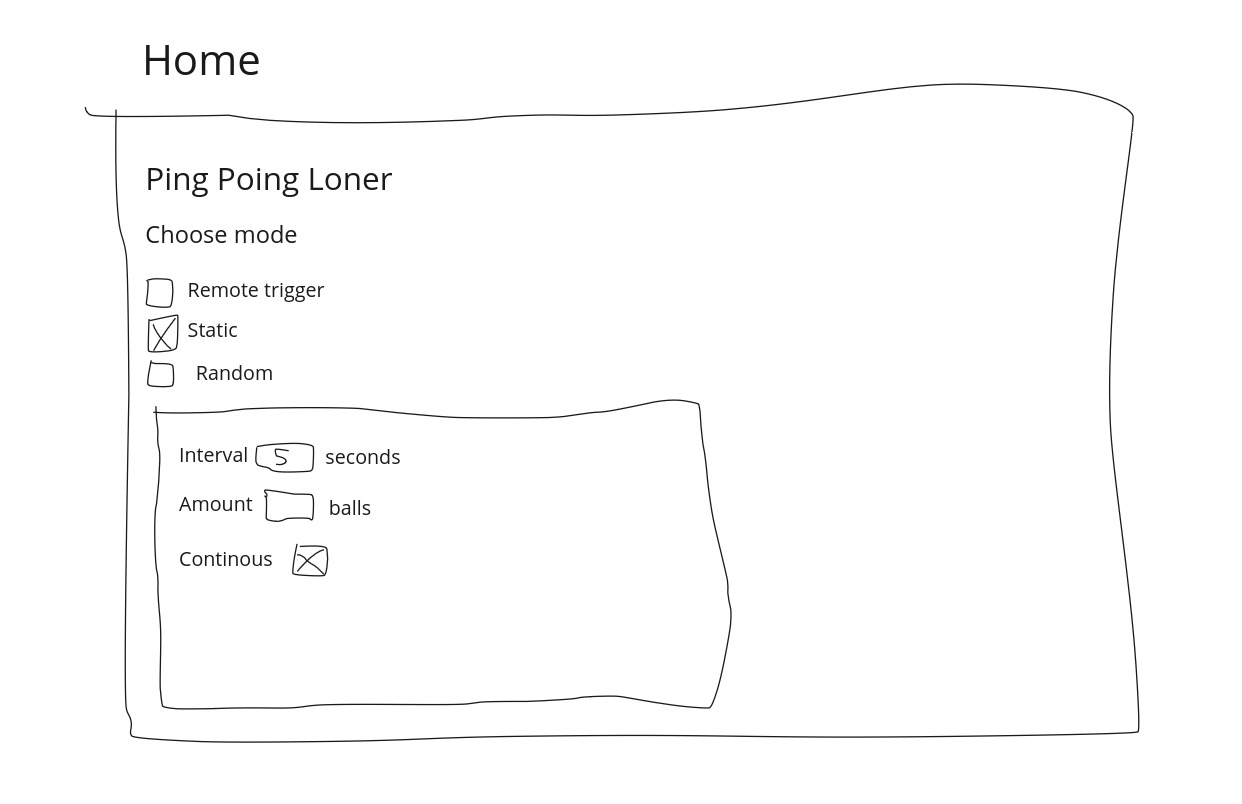 Home
Ping Poing Loner
Choose mode
Remote trigger
Static
Random
Interval 5 seconds
Amount balls
Continous